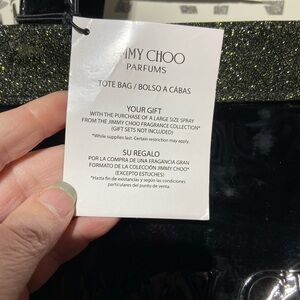 JIMMY CHOO
PARFUMS
TOTE BAG / BOLSO A CABAS
YOUR GIFT
WITH THE PURCHASE OF A LARGE SIZE SPRAY
FROM THE JIMMY CHOO FRAGRANCE COLLECTION*
(GIFT SETS NOT INCLUDED)
*While supplies last. Certain restriction may apply.
SU REGALO
POR LA COMPRA DE UNA FRAGANCIA GRAN
FORMATO DE LA COLECCIÓN JIMMY CHOO*
(EXCEPTO ESTUCHES)
*Hasta fin de existencias y según las condiciones
particulares del punto de venta.